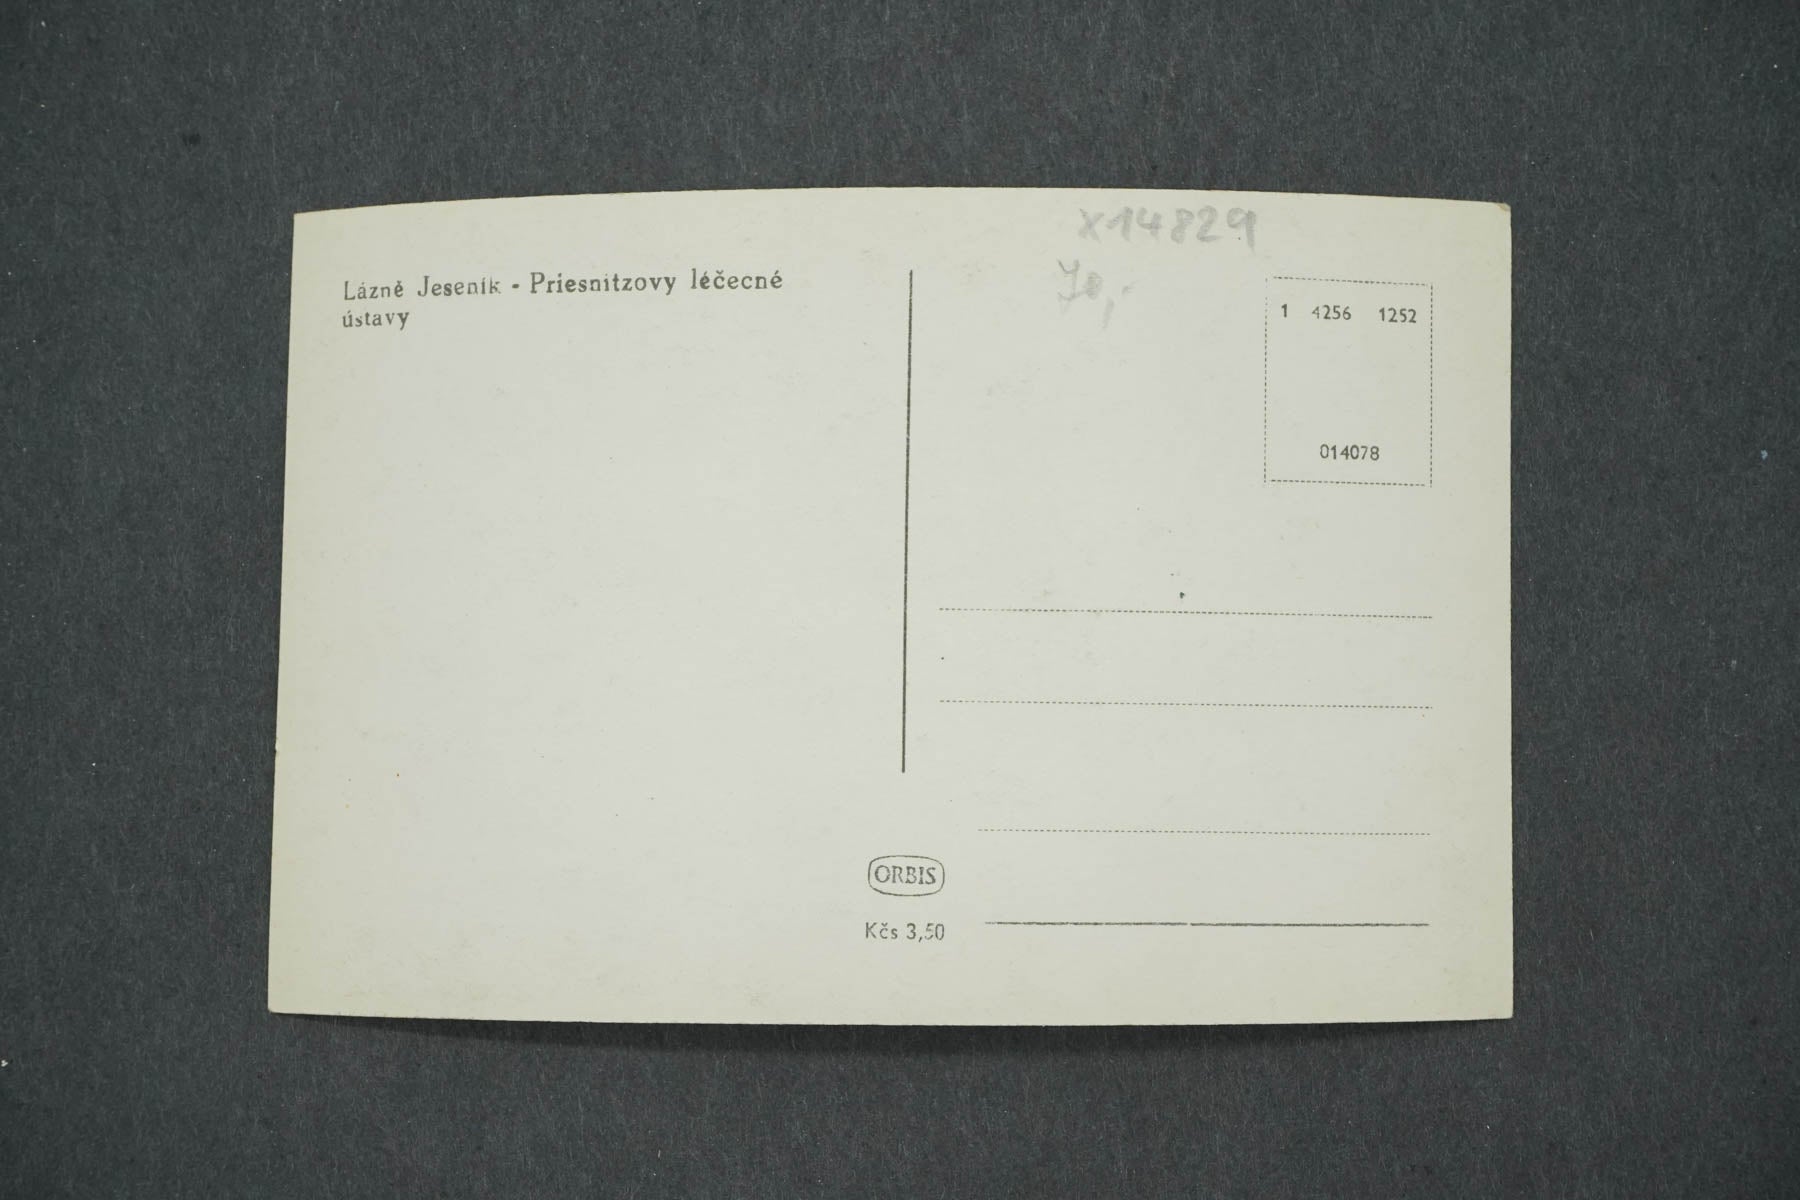 x14829
Lázně Jeseník - Priesnitzovy léčecné
ústavy
1 4256 1252
014078
ORBIS
Kčs 3,50